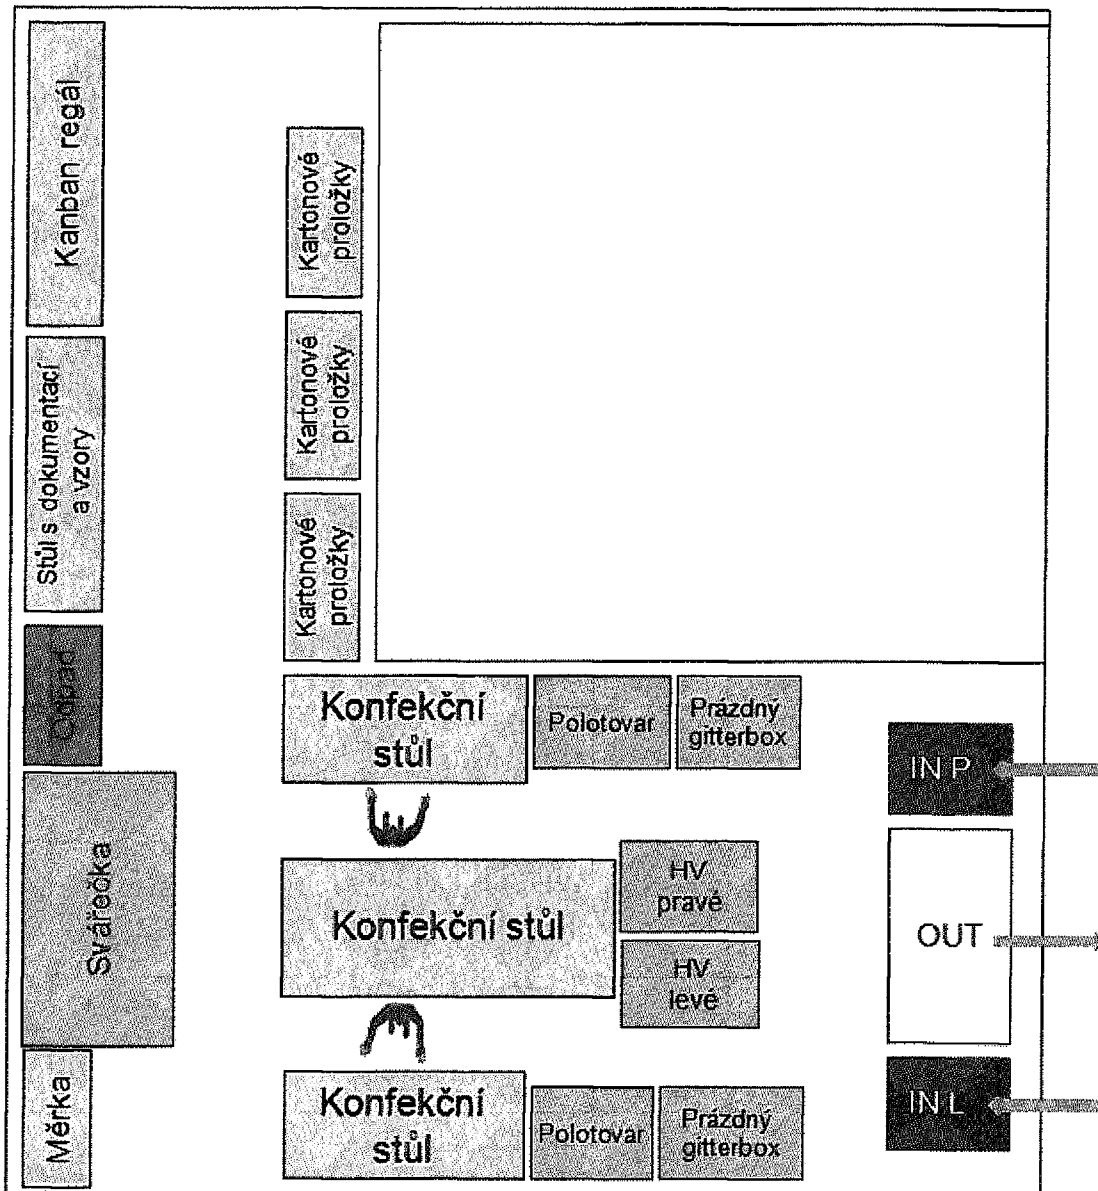 Kanban regál
Kartonové
proložky
Stůl s dokumentací
a vzory
Kartonové
proložky
Kartonové
proložky
Odpad
Konfekční
stůl
Polotovar
Prázdný
gitterbox
IN P
Svářečka
Konfekční stůl
HV
pravé
HV
levé
OUT
Měrka
Konfekční
stůl
Polotovar
Prázdný
gitterbox
IN L